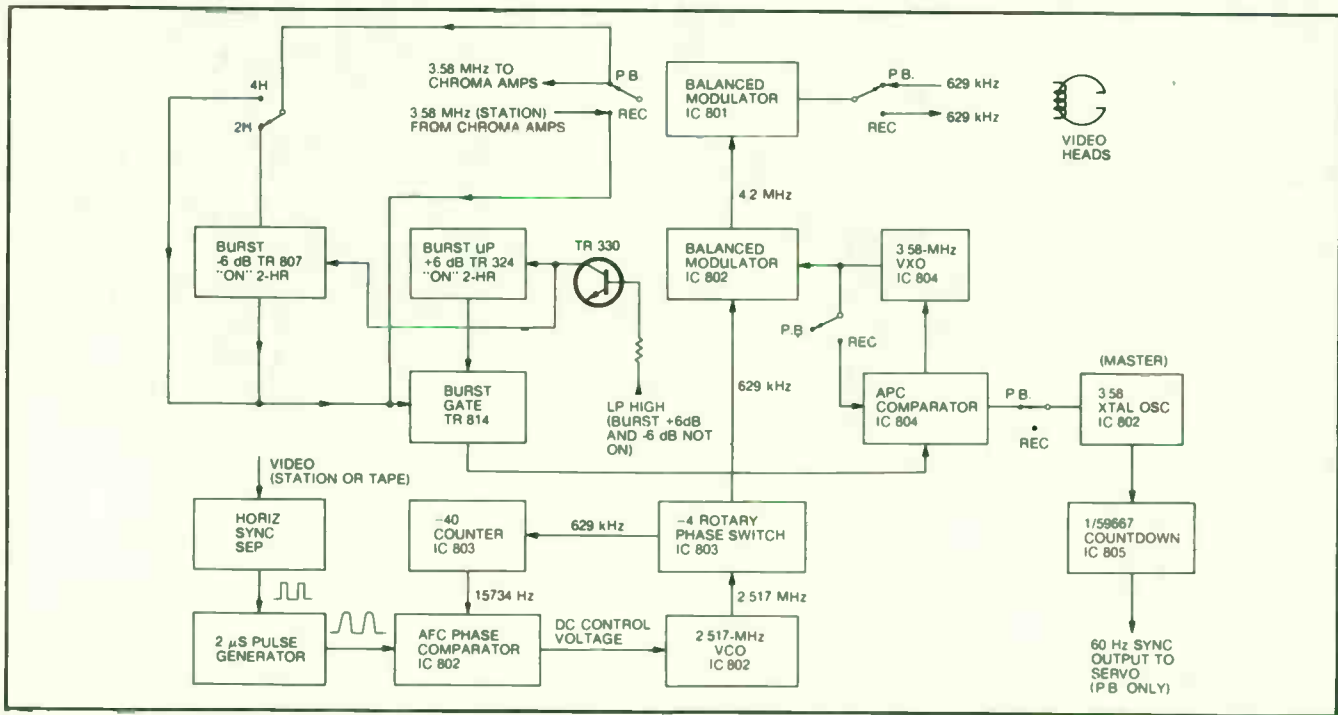 4H
2H
3.58 MHz TO
CHROMA AMPS
3.58 MHz (STATION)
FROM CHROMA AMPS
P.B.
REC
BALANCED
MODULATOR
IC 801
P.B.
REC
629 kHz
629 kHz
VIDEO
HEADS
4.2 MHz
BURST
-6 dB TR 807
"ON" 2-HR
BURST UP
+6 dB TR 324
"ON" 2-HR
TR 330
BALANCED
MODULATOR
IC 802
3 58-MHz
VXO
IC 804
P.B
REC
BURST
GATE
TR 814
LP HIGH
(BURST +6dB
AND -6 dB NOT
ON)
629 kHz
APC
COMPARATOR
IC 804
P.B.
REC
(MASTER)
3 58
XTAL OSC
IC 802
VIDEO
(STATION OR TAPE)
HORIZ
SYNC
SEP
-40
COUNTER
IC 803
629 kHz
-4 ROTARY
PHASE SWITCH
IC 803
1/59667
COUNTDOWN
IC 805
15734 Hz
2 517 MHz
2 µS PULSE
GENERATOR
AFC PHASE
COMPARATOR
IC 802
DC CONTROL
VOLTAGE
2 517-MHz
VCO
IC 802
60 Hz SYNC
OUTPUT TO
SERVO
(P B ONLY)